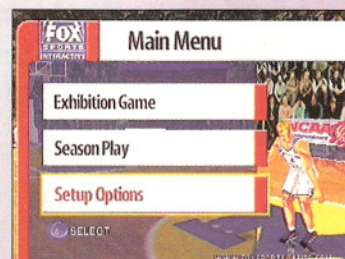 FOX
SPORTS
INTERACTIVE
Main Menu
Exhibition Game
Season Play
Setup Options
SELECT
NCAA